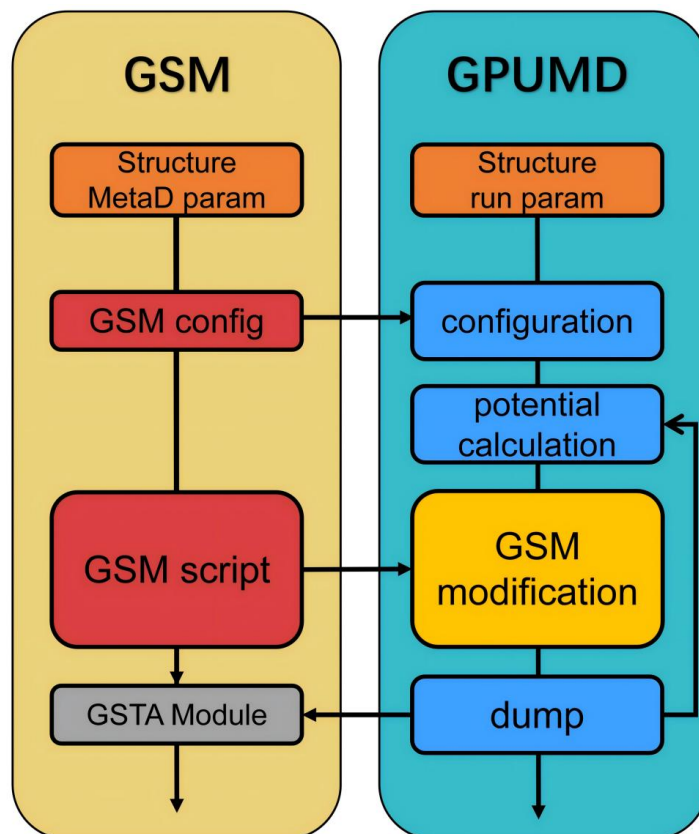 GSM
Structure
MetaD param
GSM config
GSM script
GSTA Module
GPUMD
Structure
run param
configuration
potential
calculation
GSM
modification
dump